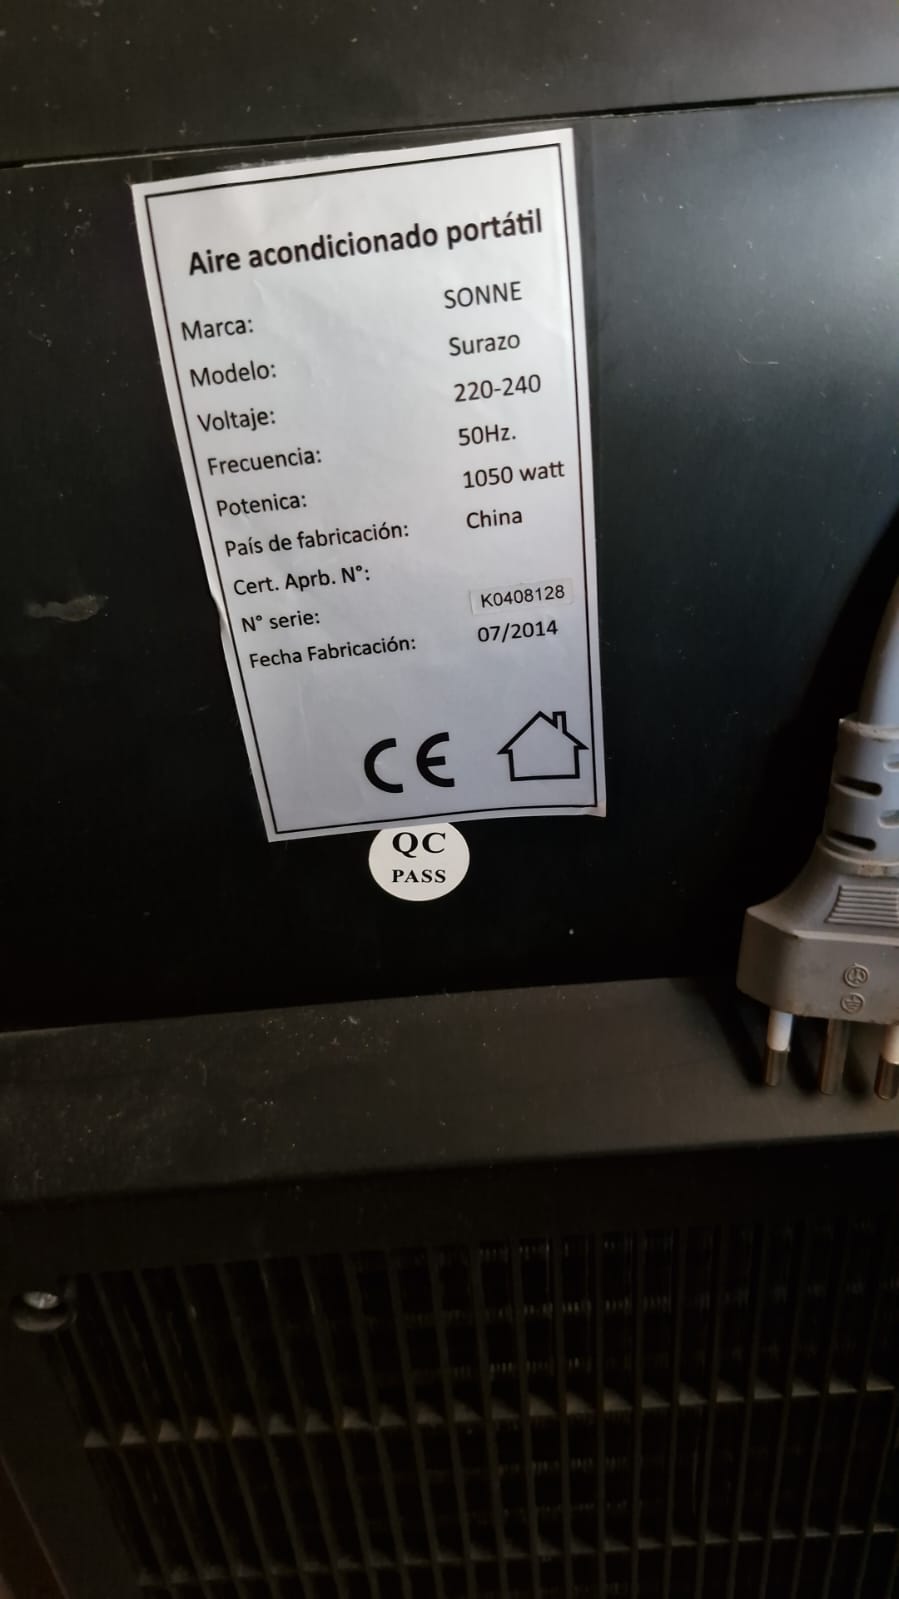 Aire acondicionado portátil
Marca: SONNE
Modelo: Surazo
Voltaje: 220-240
Frecuencia: 50Hz.
Potenica: 1050 watt
País de fabricación: China
Cert. Aprb. N°:
N° serie: K0408128
Fecha Fabricación: 07/2014
CE
QC
PASS